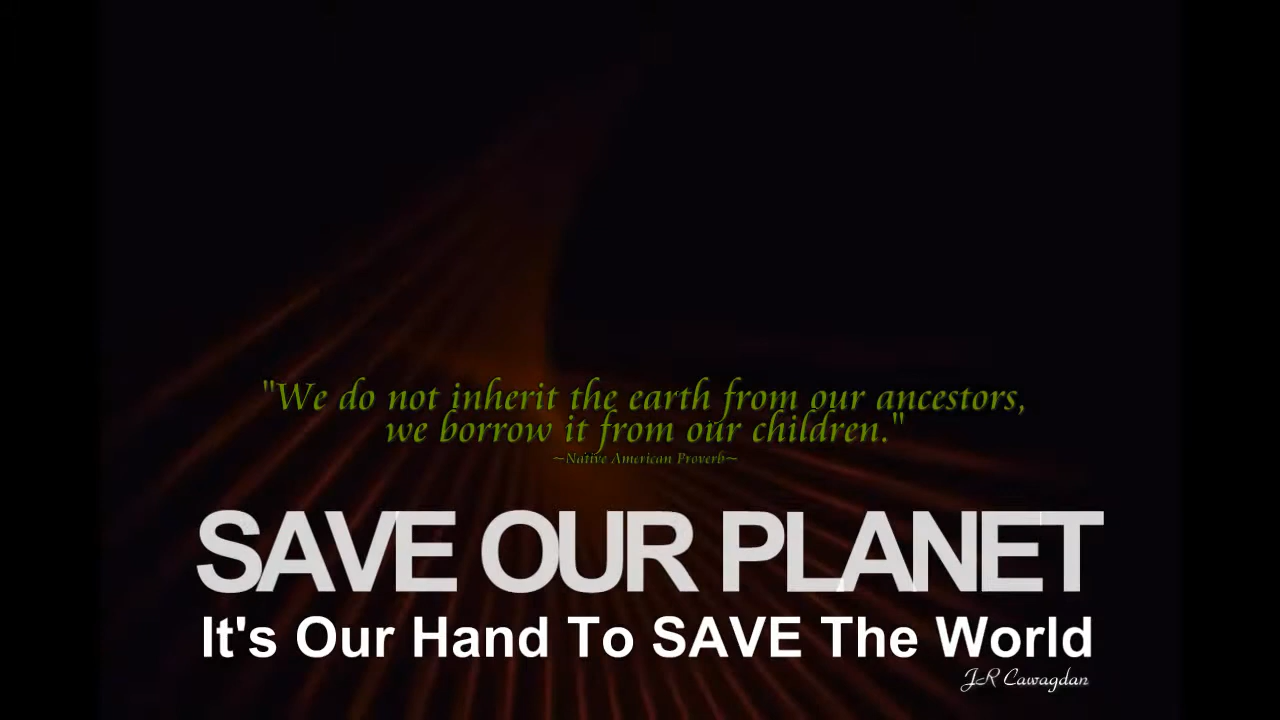 "We do not inherit the earth from our ancestors,
we borrow it from our children."
~Native American Proverb~
SAVE OUR PLANET
It's Our Hand To SAVE The World
J-R Cawagdan